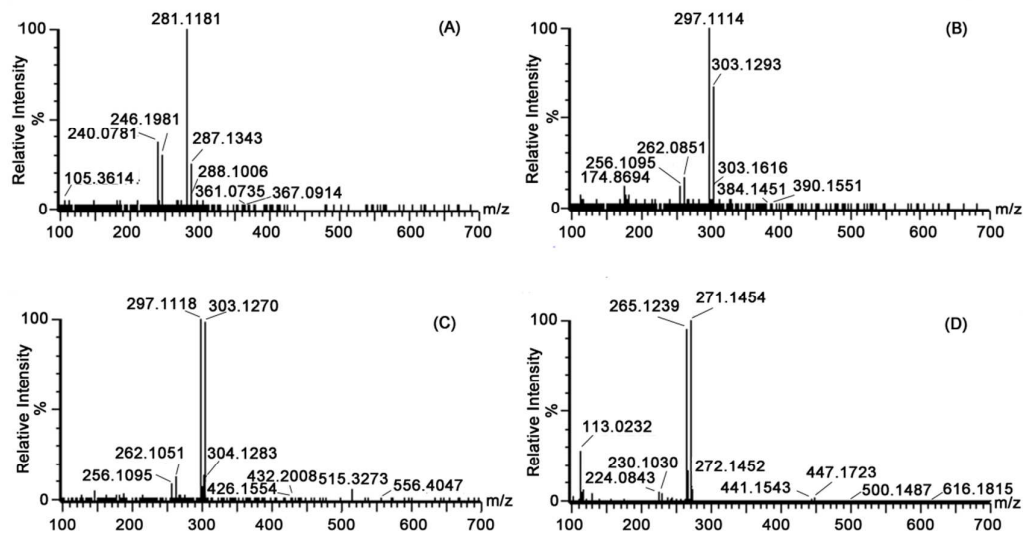 281.1181
(A)
100
246.1981
240.0781
287.1343
288.1006
105.3614
361.0735 367.0914
Relative Intensity
%
0
100 200 300 400 500 600 700
m/z
297.1114
(B)
100
303.1293
262.0851
256.1095
174.8694
303.1616
384.1451 390.1551
Relative Intensity
%
0
100 200 300 400 500 600 700
m/z
297.1118 303.1270
(C)
100
262.1051
256.1095
304.1283
432.2008 515.3273
426.1554
556.4047
Relative Intensity
%
0
100 200 300 400 500 600 700
m/z
271.1454
265.1239
(D)
100
113.0232
230.1030
224.0843
272.1452
447.1723
441.1543
500.1487 616.1815
Relative Intensity
%
0
100 200 300 400 500 600 700
m/z